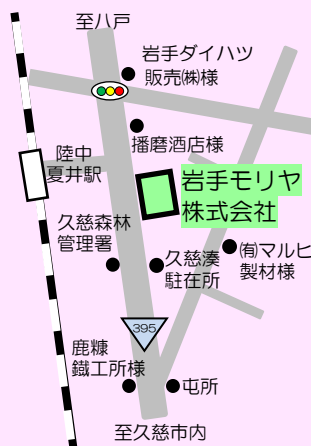 至八戸
岩手ダイハツ
販売㈱様
播磨酒店様
陸中
夏井駅
岩手モリヤ
株式会社
久慈森林
管理署
久慈湊
駐在所
㈲マルヒ
製材様
395
鹿糠
鐵工所様
屯所
至久慈市内